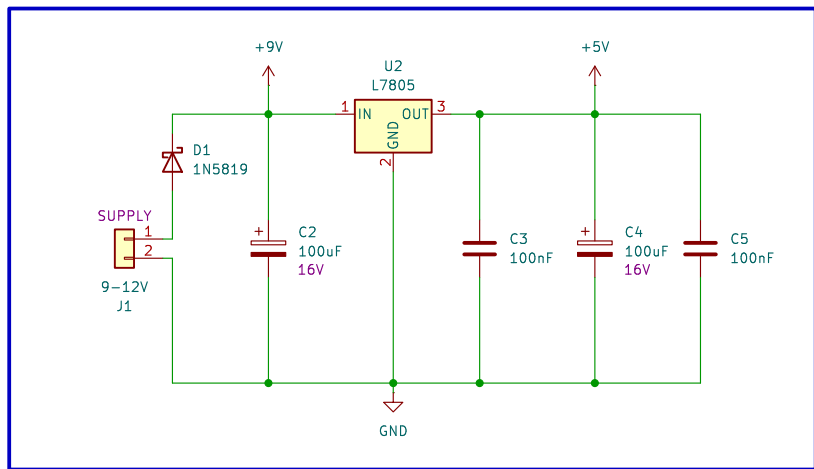 +9V
+5V
U2
L7805
1 IN OUT 3
GND
2
D1
1N5819
SUPPLY
1
2
9-12V
J1
+
C2
100uF
16V
C3
100nF
+
C4
100uF
16V
C5
100nF
GND